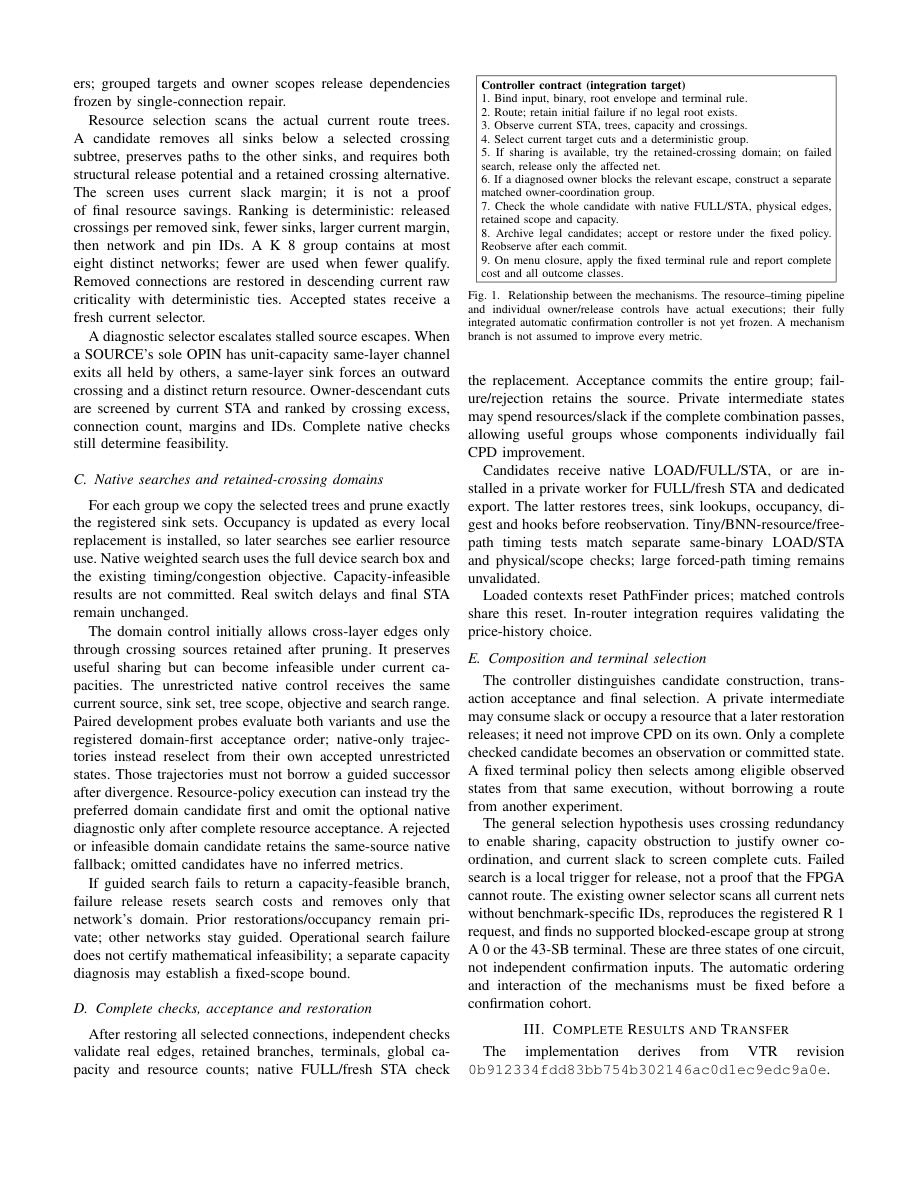 ers; grouped targets and owner scopes release dependencies
frozen by single-connection repair.
Resource selection scans the actual current route trees.
A candidate removes all sinks below a selected crossing
subtree, preserves paths to the other sinks, and requires both
structural release potential and a retained crossing alternative.
The screen uses current slack margin; it is not a proof
of final resource savings. Ranking is deterministic: released
crossings per removed sink, fewer sinks, larger current margin,
then network and pin IDs. A K 8 group contains at most
eight distinct networks; fewer are used when fewer qualify.
Removed connections are restored in descending current raw
criticality with deterministic ties. Accepted states receive a
fresh current selector.
A diagnostic selector escalates stalled source escapes. When
a SOURCE's sole OPIN has unit-capacity same-layer channel
exits all held by others, a same-layer sink forces an outward
crossing and a distinct return resource. Owner-descendant cuts
are screened by current STA and ranked by crossing excess,
connection count, margins and IDs. Complete native checks
still determine feasibility.
C. Native searches and retained-crossing domains
For each group we copy the selected trees and prune exactly
the registered sink sets. Occupancy is updated as every local
replacement is installed, so later searches see earlier resource
use. Native weighted search uses the full device search box and
the existing timing/congestion objective. Capacity-infeasible
results are not committed. Real switch delays and final STA
remain unchanged.
The domain control initially allows cross-layer edges only
through crossing sources retained after pruning. It preserves
useful sharing but can become infeasible under current ca-
pacities. The unrestricted native control receives the same
current source, sink set, tree scope, objective and search range.
Paired development probes evaluate both variants and use the
registered domain-first acceptance order; native-only trajec-
tories instead reselect from their own accepted unrestricted
states. Those trajectories must not borrow a guided successor
after divergence. Resource-policy execution can instead try the
preferred domain candidate first and omit the optional native
diagnostic only after complete resource acceptance. A rejected
or infeasible domain candidate retains the same-source native
fallback; omitted candidates have no inferred metrics.
If guided search fails to return a capacity-feasible branch,
failure release resets search costs and removes only that
network's domain. Prior restorations/occupancy remain pri-
vate; other networks stay guided. Operational search failure
does not certify mathematical infeasibility; a separate capacity
diagnosis may establish a fixed-scope bound.
D. Complete checks, acceptance and restoration
After restoring all selected connections, independent checks
validate real edges, retained branches, terminals, global ca-
pacity and resource counts; native FULL/fresh STA check
Controller contract (integration target)
1. Bind input, binary, root envelope and terminal rule.
2. Route; retain initial failure if no legal root exists.
3. Observe current STA, trees, capacity and crossings.
4. Select current target cuts and a deterministic group.
5. If sharing is available, try the retained-crossing domain; on failed
search, release only the affected net.
6. If a diagnosed owner blocks the relevant escape, construct a separate
matched owner-coordination group.
7. Check the whole candidate with native FULL/STA, physical edges,
retained scope and capacity.
8. Archive legal candidates; accept or restore under the fixed policy.
Reobserve after each commit.
9. On menu closure, apply the fixed terminal rule and report complete
cost and all outcome classes.
Fig. 1. Relationship between the mechanisms. The resource–timing pipeline
and individual owner/release controls have actual executions; their fully
integrated automatic confirmation controller is not yet frozen. A mechanism
branch is not assumed to improve every metric.
the replacement. Acceptance commits the entire group; fail-
ure/rejection retains the source. Private intermediate states
may spend resources/slack if the complete combination passes,
allowing useful groups whose components individually fail
CPD improvement.
Candidates receive native LOAD/FULL/STA, or are in-
stalled in a private worker for FULL/fresh STA and dedicated
export. The latter restores trees, sink lookups, occupancy, di-
gest and hooks before reobservation. Tiny/BNN-resource/free-
path timing tests match separate same-binary LOAD/STA
and physical/scope checks; large forced-path timing remains
unvalidated.
Loaded contexts reset PathFinder prices; matched controls
share this reset. In-router integration requires validating the
price-history choice.
E. Composition and terminal selection
The controller distinguishes candidate construction, trans-
action acceptance and final selection. A private intermediate
may consume slack or occupy a resource that a later restoration
releases; it need not improve CPD on its own. Only a complete
checked candidate becomes an observation or committed state.
A fixed terminal policy then selects among eligible observed
states from that same execution, without borrowing a route
from another experiment.
The general selection hypothesis uses crossing redundancy
to enable sharing, capacity obstruction to justify owner co-
ordination, and current slack to screen complete cuts. Failed
search is a local trigger for release, not a proof that the FPGA
cannot route. The existing owner selector scans all current nets
without benchmark-specific IDs, reproduces the registered R 1
request, and finds no supported blocked-escape group at strong
A 0 or the 43-SB terminal. These are three states of one circuit,
not independent confirmation inputs. The automatic ordering
and interaction of the mechanisms must be fixed before a
confirmation cohort.
III. COMPLETE RESULTS AND TRANSFER
The implementation derives from VTR revision
0b912334fdd83bb754b302146ac0d1ec9edc9a0e.